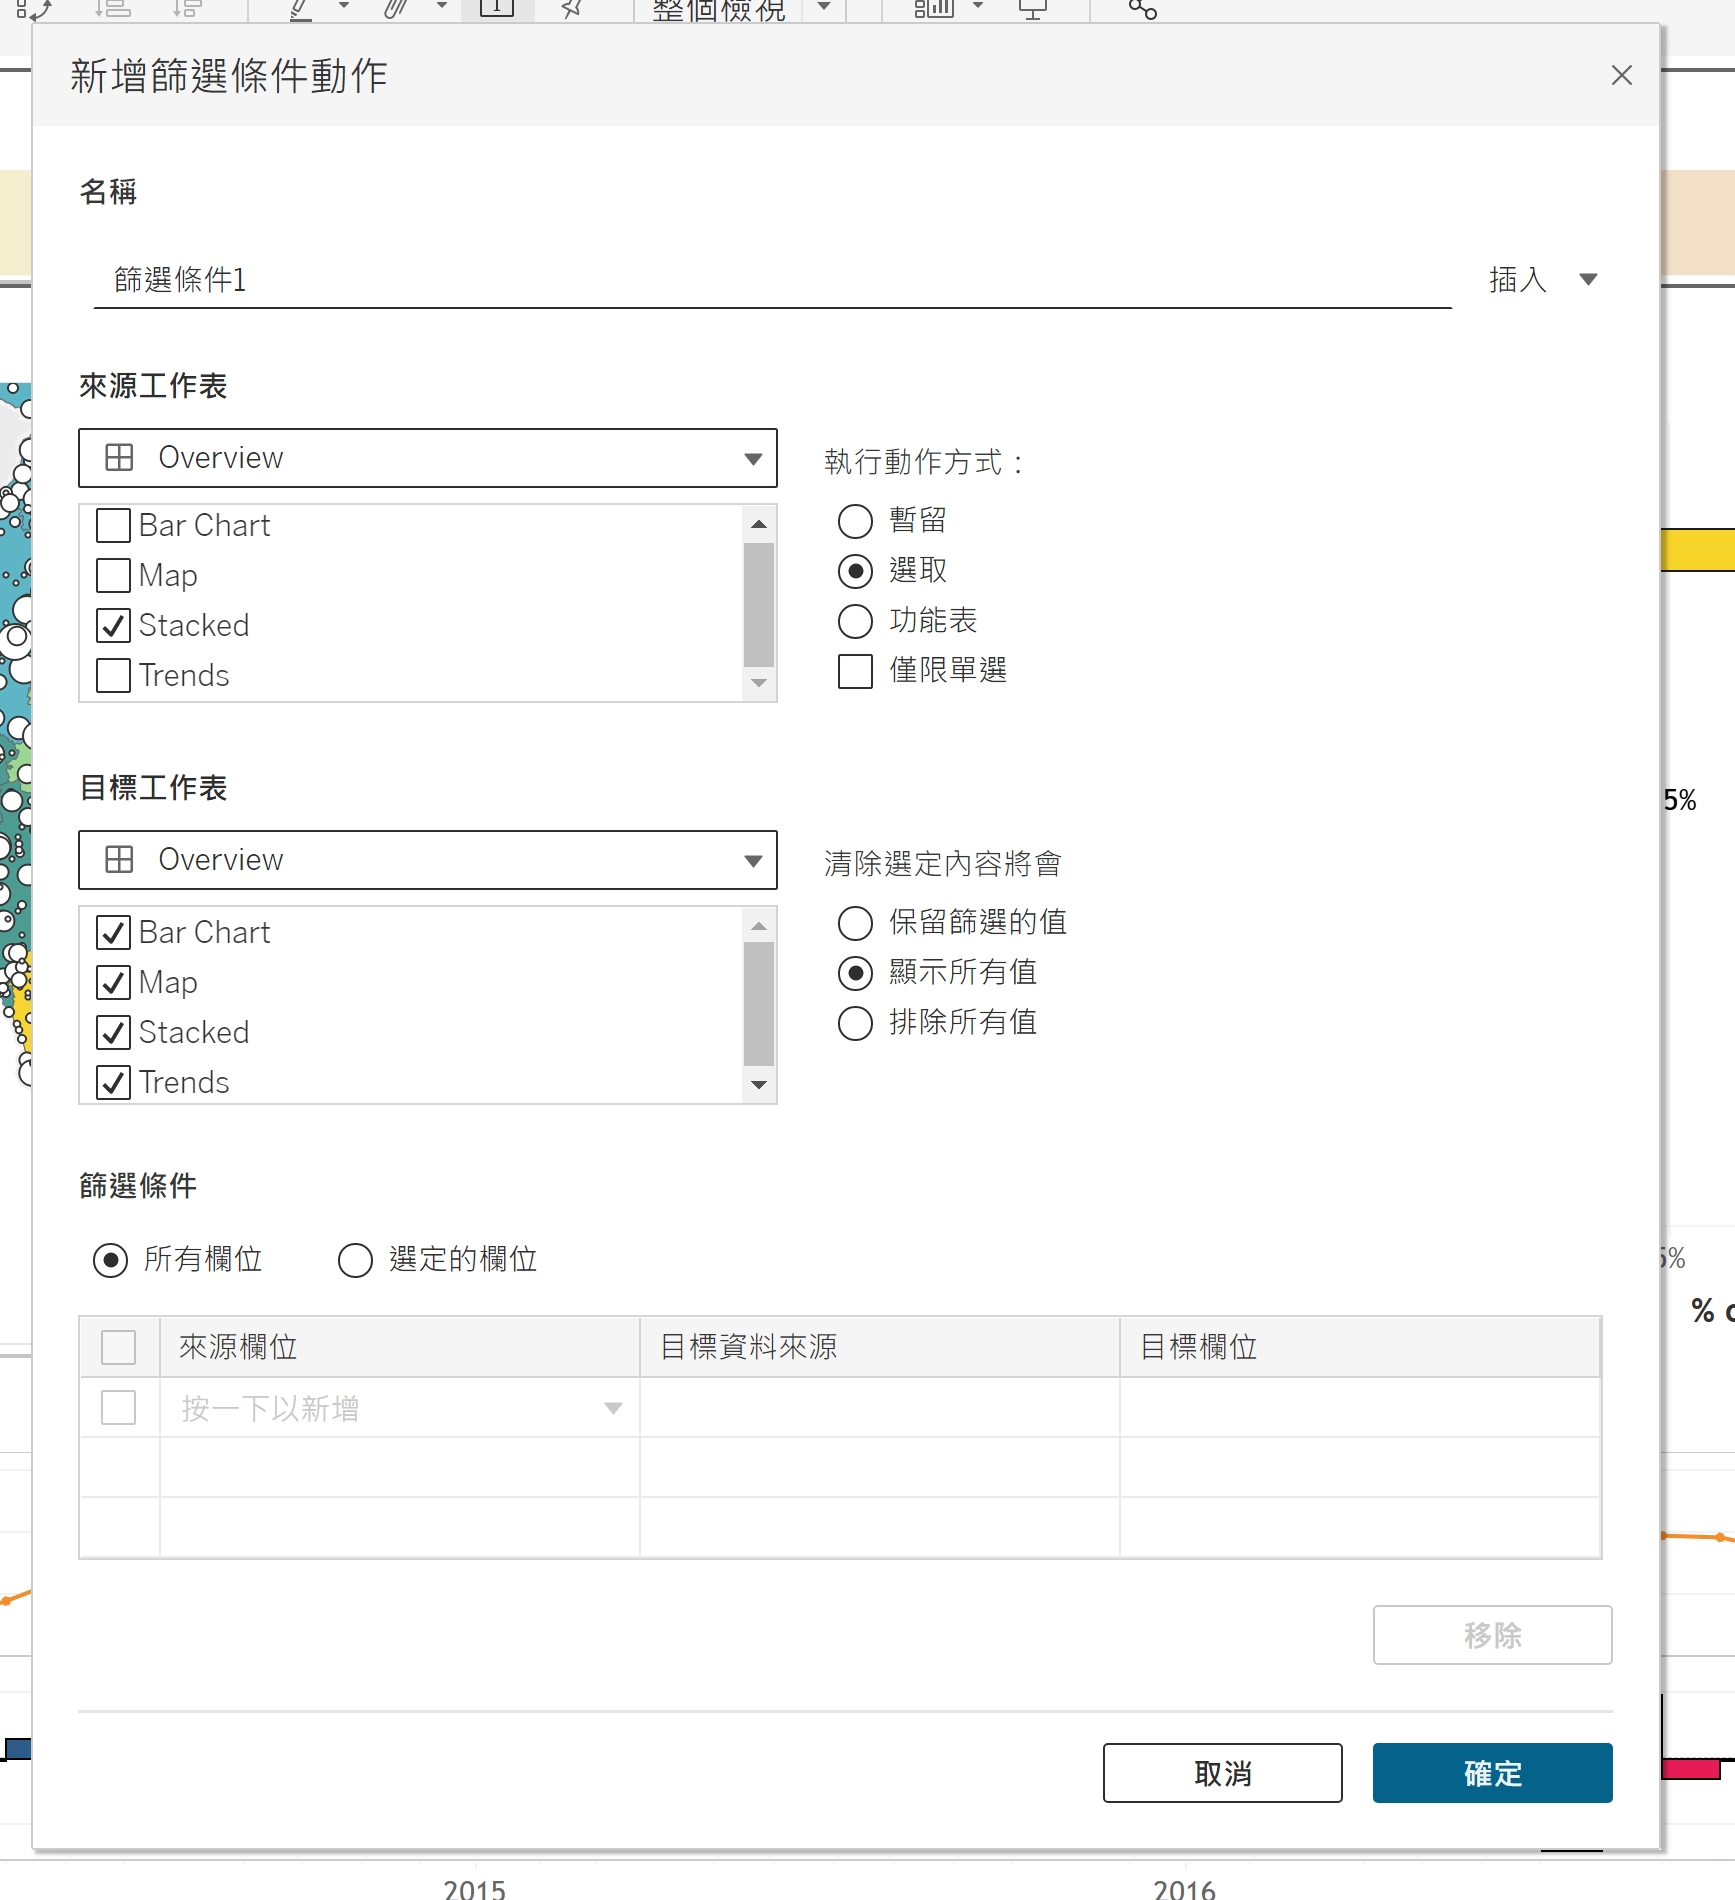 整個檢視
新增篩選條件動作
名稱
篩選條件1
插入
來源工作表
Overview
Bar Chart
Map
Stacked
Trends
執行動作方式：
暫留
選取
功能表
僅限單選
目標工作表
Overview
Bar Chart
Map
Stacked
Trends
清除選定內容將會
保留篩選的值
顯示所有值
排除所有值
篩選條件
所有欄位
選定的欄位
來源欄位 目標資料來源 目標欄位
按一下以新增
移除
取消
確定
5%
5%
%
2015
2016